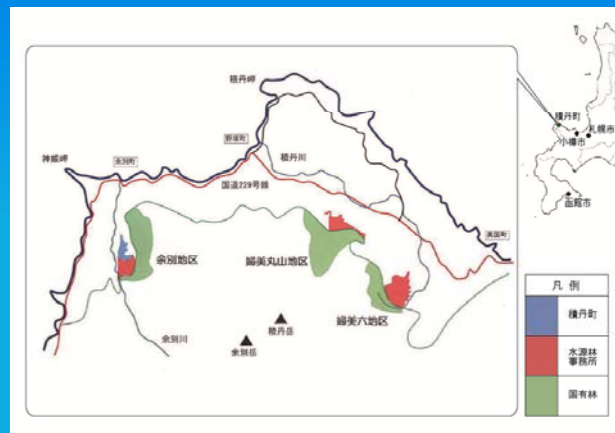 積丹岬
積丹町
札幌市
小樽市
函館市
野塚町
神威岬
余別町
積丹川
国道229号線
美国町
余別地区
婦美丸山地区
婦美六地区
積丹岳
余別岳
余別川
凡 例
積丹町
水源林
事務所
国有林